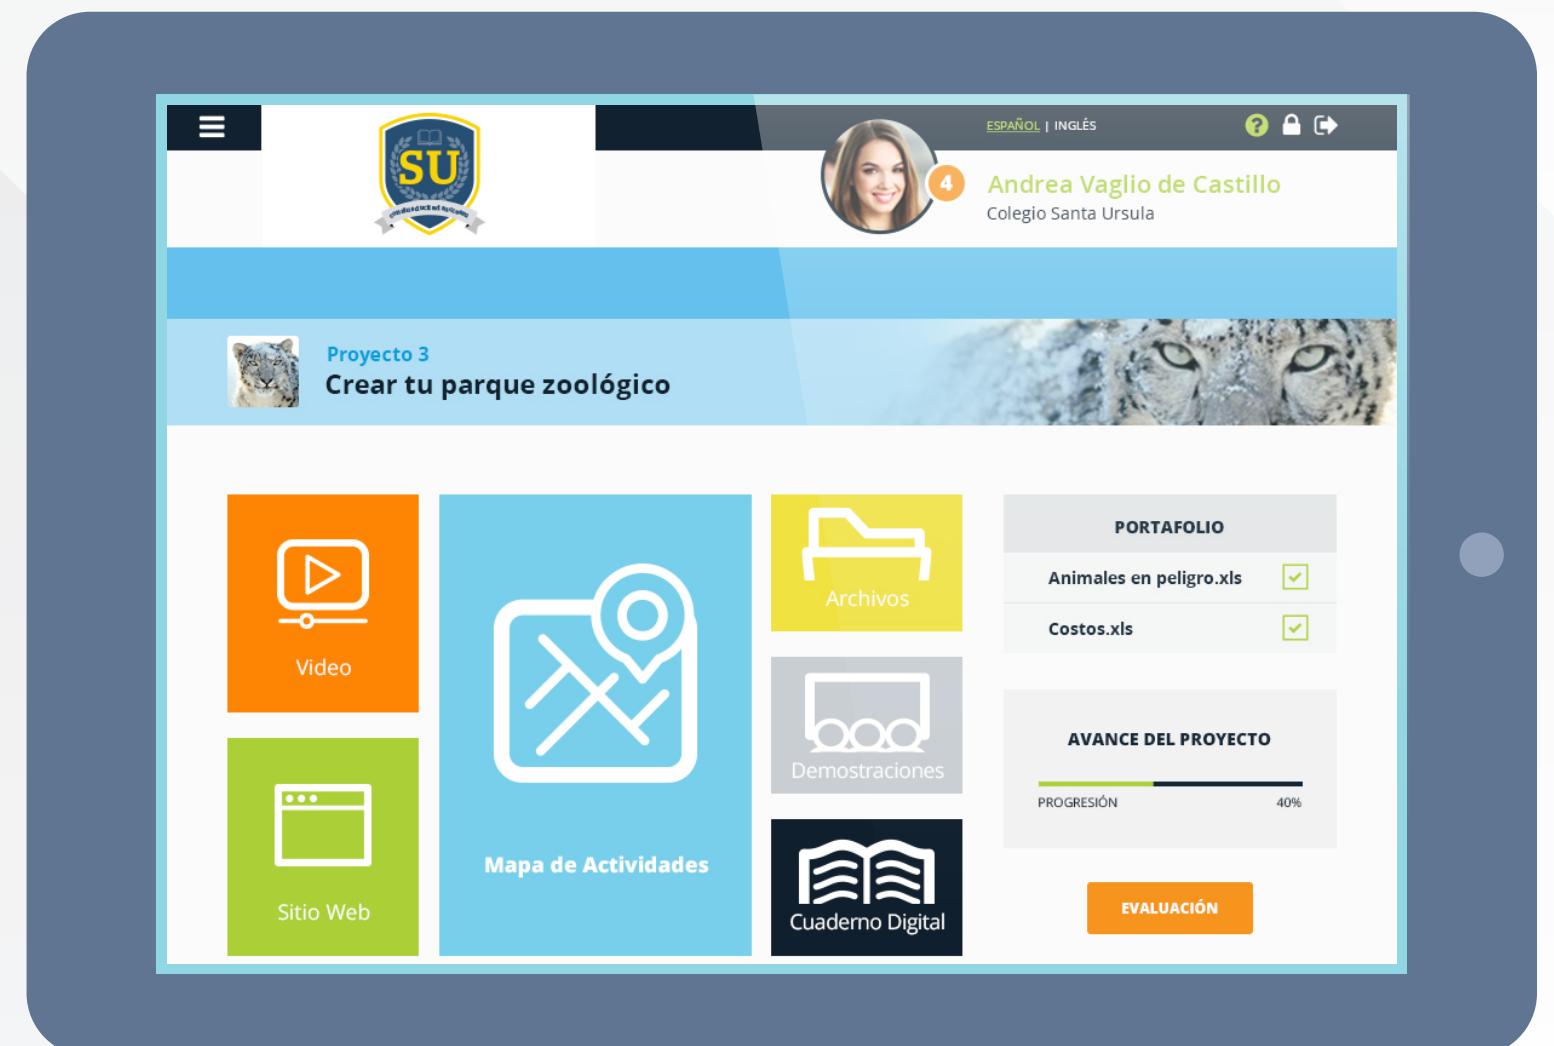 SU
ESPAÑOL | INGLÉS
4
Andrea Vaglio de Castillo
Colegio Santa Ursula
Proyecto 3
Crear tu parque zoológico
Video
Sitio Web
Mapa de Actividades
Archivos
Demostraciones
Cuaderno Digital
PORTAFOLIO
Animales en peligro.xls
Costos.xls
AVANCE DEL PROYECTO
PROGRESIÓN 40%
EVALUACIÓN